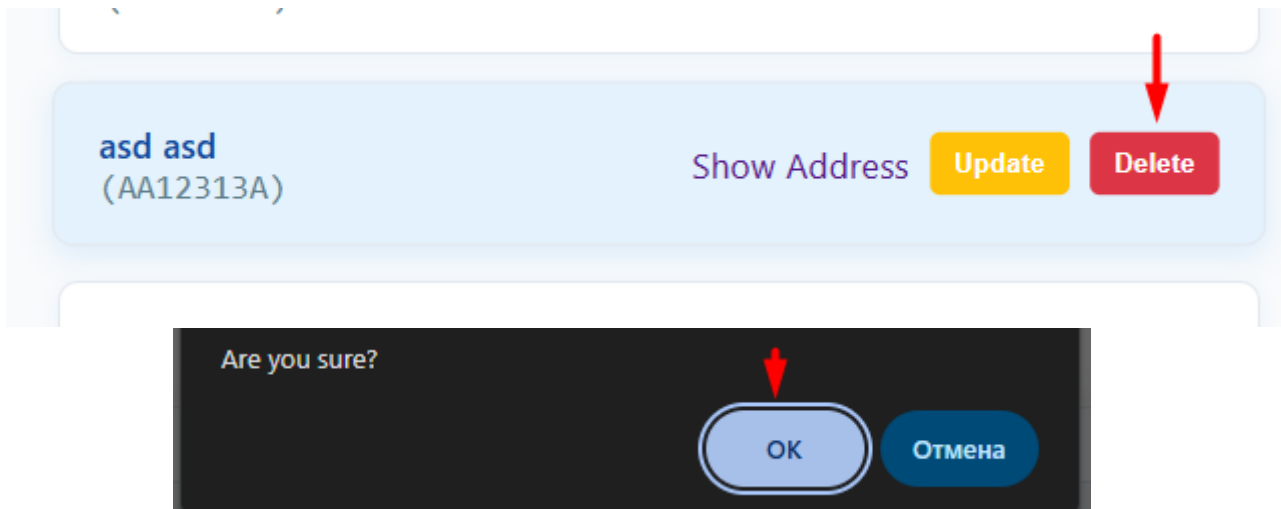 asd asd
(AA12313A)
Show Address
Update
Delete
Are you sure?
OK
Отмена